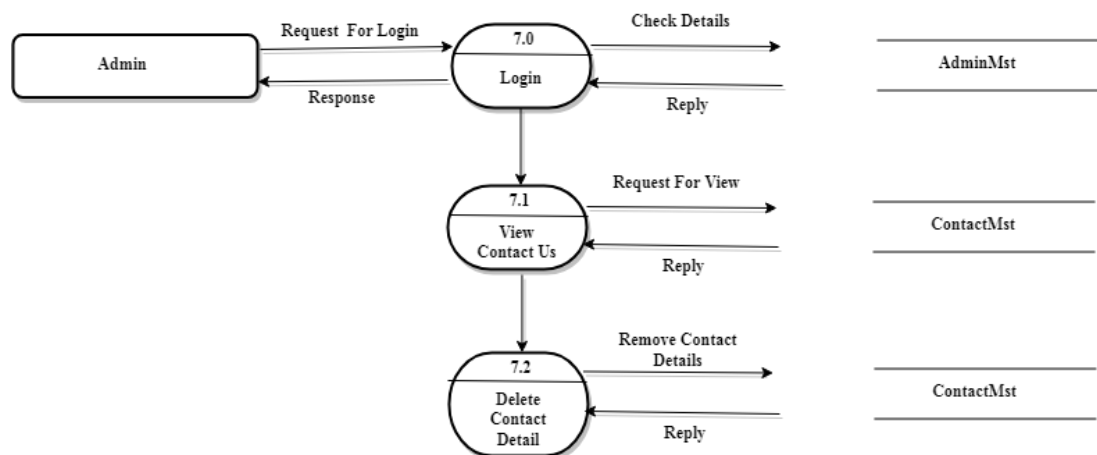 Admin
Request For Login
Response
7.0
Login
Check Details
Reply
AdminMst
7.1
View
Contact Us
Request For View
Reply
ContactMst
7.2
Delete
Contact
Detail
Remove Contact
Details
Reply
ContactMst